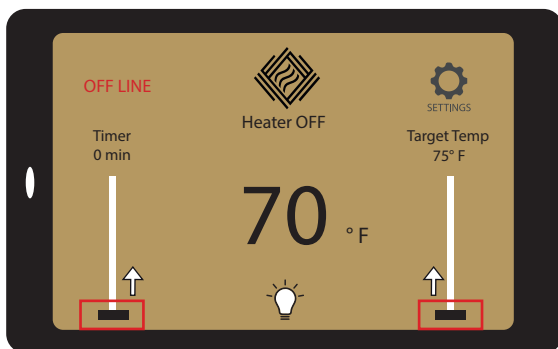 OFF LINE
Heater OFF
SETTINGS
Timer
0 min
Target Temp
75° F
70 ° F